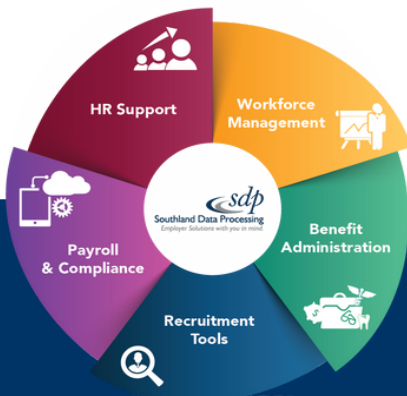 HR Support
Workforce
Management
sdp
Southland Data Processing
Employer Solutions with you in mind
Benefit
Administration
Payroll
& Compliance
Recruitment
Tools
$